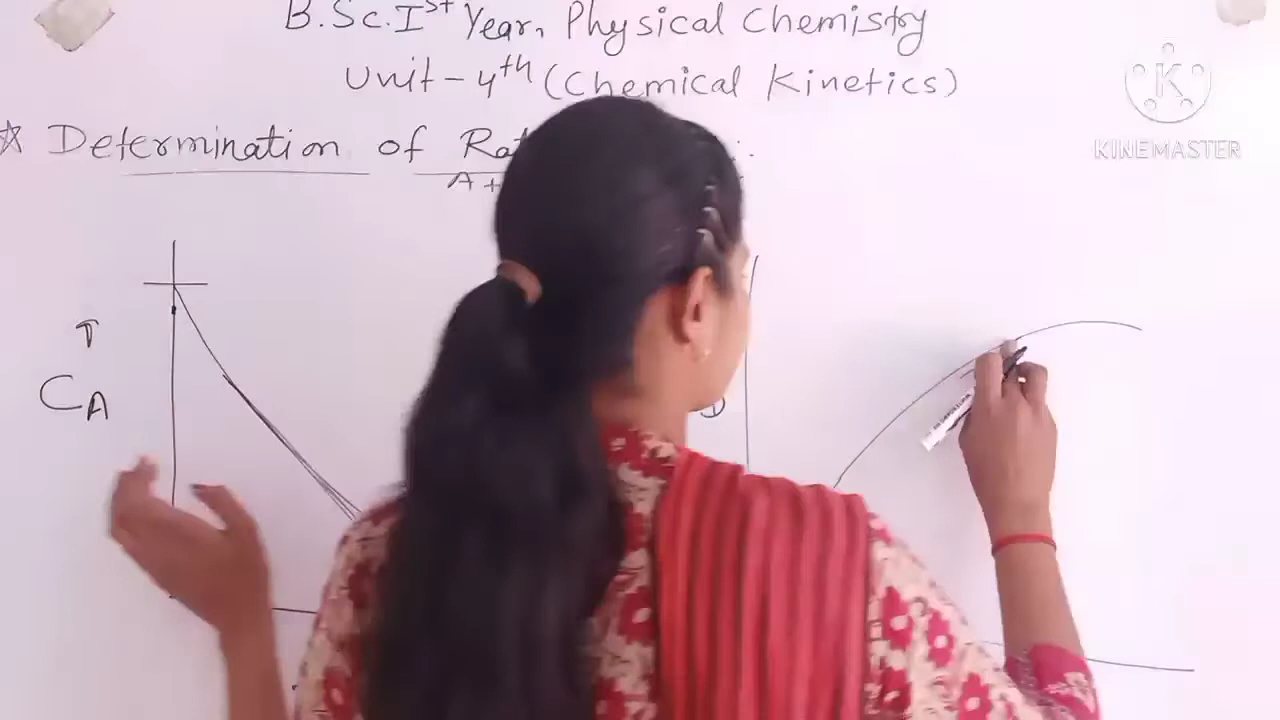 B.Sc. Ist Year, Physical Chemistry
Unit-4th (Chemical Kinetics)
☆ Determination of
A+
CA
K
KINEMASTER